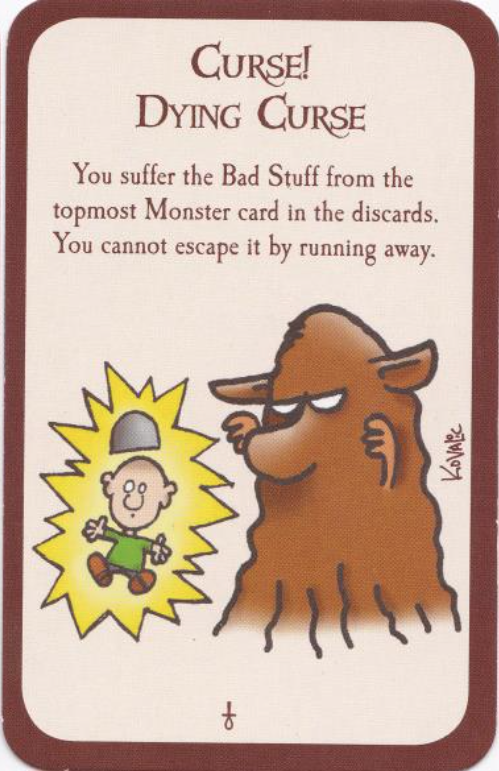 CURSE!
DYING CURSE
You suffer the Bad Stuff from the
topmost Monster card in the discards.
You cannot escape it by running away.
KOVALIC